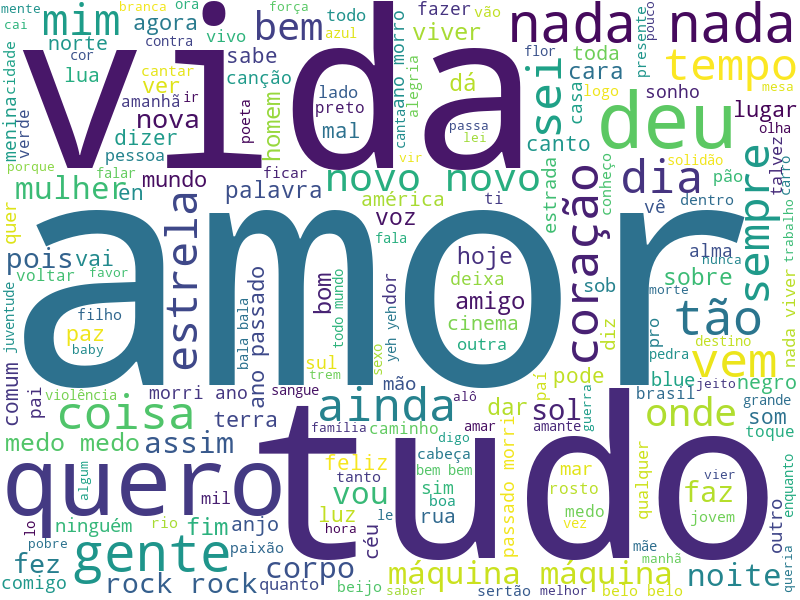 mente
branca
ora
força
todo
fazer
vão
nada nada
pouco
cai
mim
agora
bem
azul
vivo
viver
vida
cidade
norte
cor
contra
sabe
flor
toda
presente
tempo
mesa
lua
cantar
ver
canção
cara
logo
sonho
menina
verde
amanhã
ir
nova
poeta
homem
lado
preto
mal
canta
ano morro
alegria
dá
sei
casa
deu
lugar
olha
dizer
pessoa
passa
lei
canto
talvez
carro
porque
falar
mundo
ficar
vir
novo novo
estrada
conheço
solidão
dia
pão
mulher
en
palavra
américa
ti
coração
vê
dentro
sempre
trabalho
quer
estrela
voz
fala
amor
alma
nunca
pois
vai
hoje
voltar
favor
deixa
sob
sobre
bala bala
ano passado
bom
todo mundo
yeh yeh
dor
amigo
morte
juventude
filho
paz
baby
cinema
outra
diz
pro
tão
destino
nada viver
sul
trem
sexo
pedra
vem
comum
pai
violência
morri
ano
sangue
mão
alô
pode
paí
blue
jeito
negro
brasil
grande
coisa
terra
ainda
dar
sol
amante
guerra
onde
som
toque
medo medo
assim
família
caminho
amar
digo
tudo
quero
algum
feliz
tanto
cabeça
bem bem
passado morri
mar
rosto
qualquer
vier
faz
enquanto
mil
vou
sim
boa
medo
jovem
lo
ninguém
rio
fim
anjo
luz
hora
céu
le
rua
vez
mãe
outro
pobre
gente
paixão
manhã
fez
corpo
máquina máquina
noite
queria
comigo
rock rock
quanto
beijo
saber
sertão
melhor
belo belo